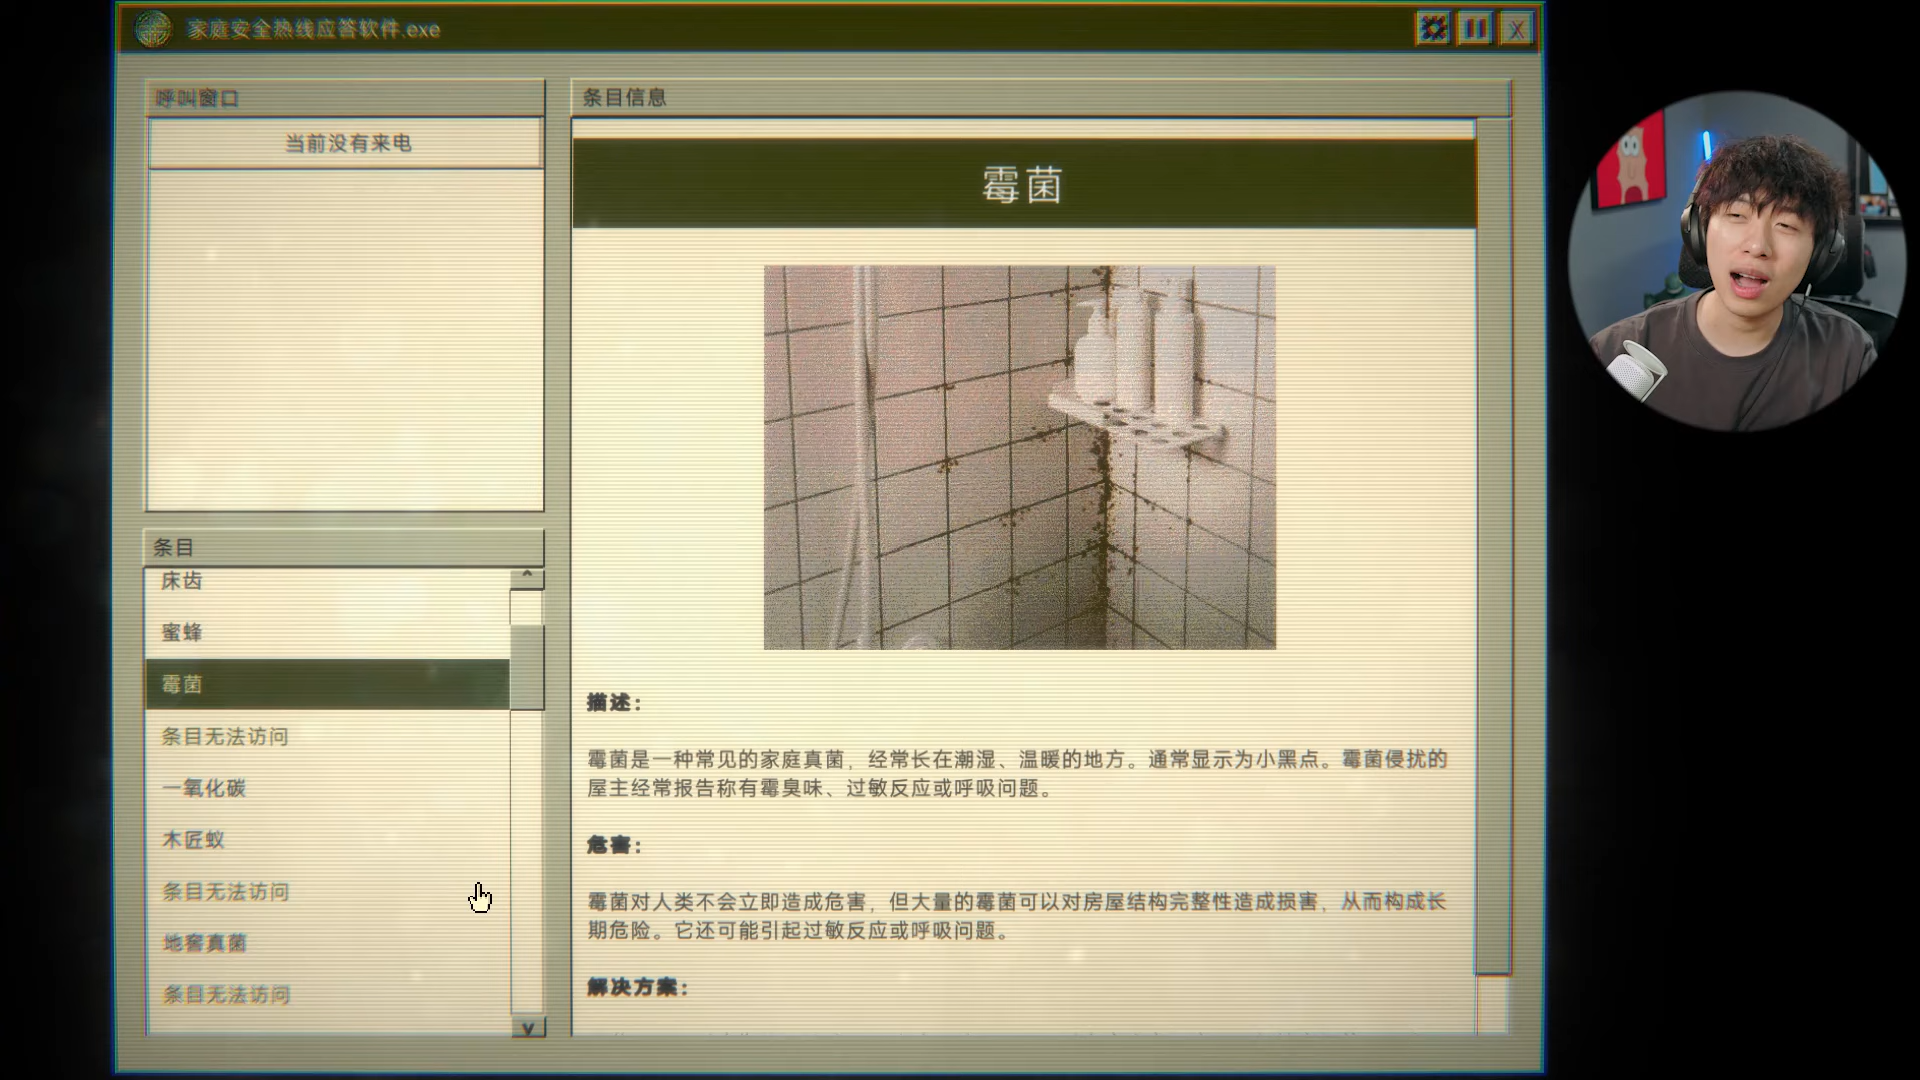 家庭安全热线应答软件.exe
呼叫窗口
当前没有来电
条目
床齿
蜜蜂
霉菌
条目无法访问
一氧化碳
木匠蚁
条目无法访问
地窖真菌
条目无法访问
条目信息
霉菌
描述：
霉菌是一种常见的家庭真菌，经常长在潮湿、温暖的地方。通常显示为小黑点。霉菌侵扰的
屋主经常报告称有霉臭味、过敏反应或呼吸问题。
危害：
霉菌对人类不会立即造成危害，但大量的霉菌可以对房屋结构完整性造成损害，从而构成长
期危险。它还可能引起过敏反应或呼吸问题。
解决方案：